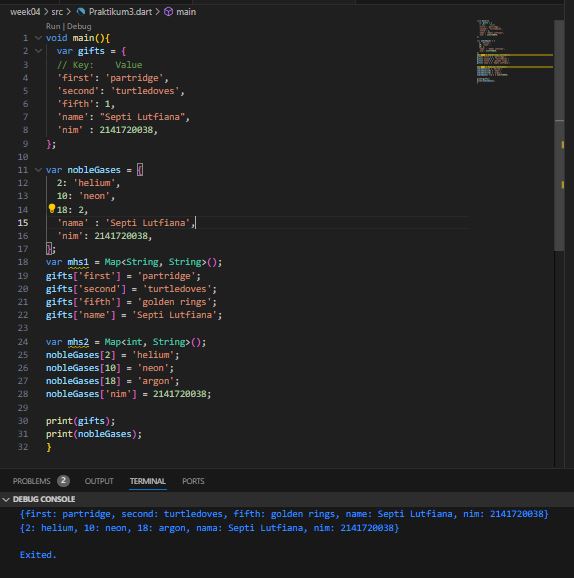 week04 > src > Praktikum3.dart > main
Run | Debug
1 void main(){
2 var gifts = {
3 // Key:    Value
4 'first': 'partridge',
5 'second': 'turtledoves',
6 'fifth': 1,
7 'name': "Septi Lutfiana",
8 'nim' : 2141720038,
9 };
10
11 var nobleGases = {
12 2: 'helium',
13 10: 'neon',
14 18: 2,
15 'nama' : 'Septi Lutfiana',
16 'nim': 2141720038,
17 };
18 var mhs1 = Map<String, String>();
19 gifts['first'] = 'partridge';
20 gifts['second'] = 'turtledoves';
21 gifts['fifth'] = 'golden rings';
22 gifts['name'] = 'Septi Lutfiana';
23
24 var mhs2 = Map<int, String>();
25 nobleGases[2] = 'helium';
26 nobleGases[10] = 'neon';
27 nobleGases[18] = 'argon';
28 nobleGases['nim'] = 2141720038;
29
30 print(gifts);
31 print(nobleGases);
32 }
PROBLEMS 2 OUTPUT TERMINAL PORTS
DEBUG CONSOLE
{first: partridge, second: turtledoves, fifth: golden rings, name: Septi Lutfiana, nim: 2141720038}
{2: helium, 10: neon, 18: argon, nama: Septi Lutfiana, nim: 2141720038}
Exited.